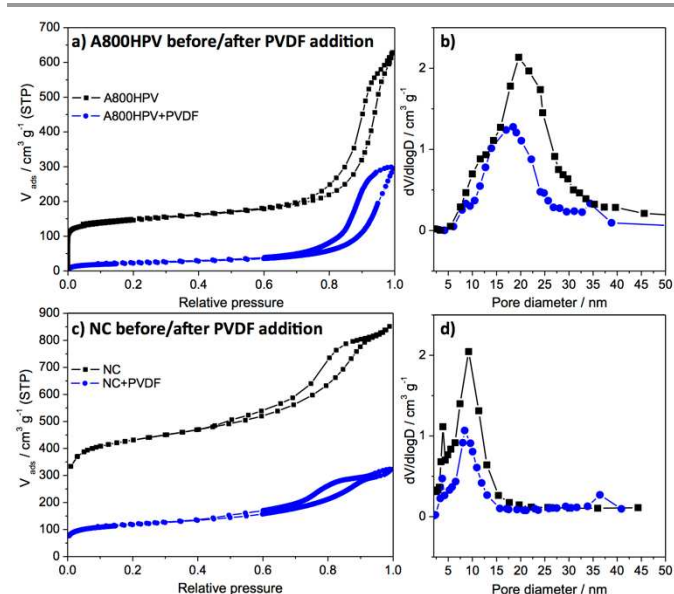 a) A800HPV before/after PVDF addition
b)
700
600
500
400
300
200
100
0
V ads / cm³ g⁻¹ (STP)
A800HPV
A800HPV+PVDF
0.0 0.2 0.4 0.6 0.8 1.0
Relative pressure
2
1
0
dV/dlogD / cm³ g⁻¹
5 10 15 20 25 30 35 40 45 50
Pore diameter / nm
c) NC before/after PVDF addition
d)
900
800
700
600
500
400
300
200
100
0
V ads / cm³ g⁻¹ (STP)
NC
NC+PVDF
0.0 0.2 0.4 0.6 0.8 1.0
Relative pressure
2
1
0
dV/dlogD / cm³ g⁻¹
5 10 15 20 25 30 35 40 45 50
Pore diameter / nm